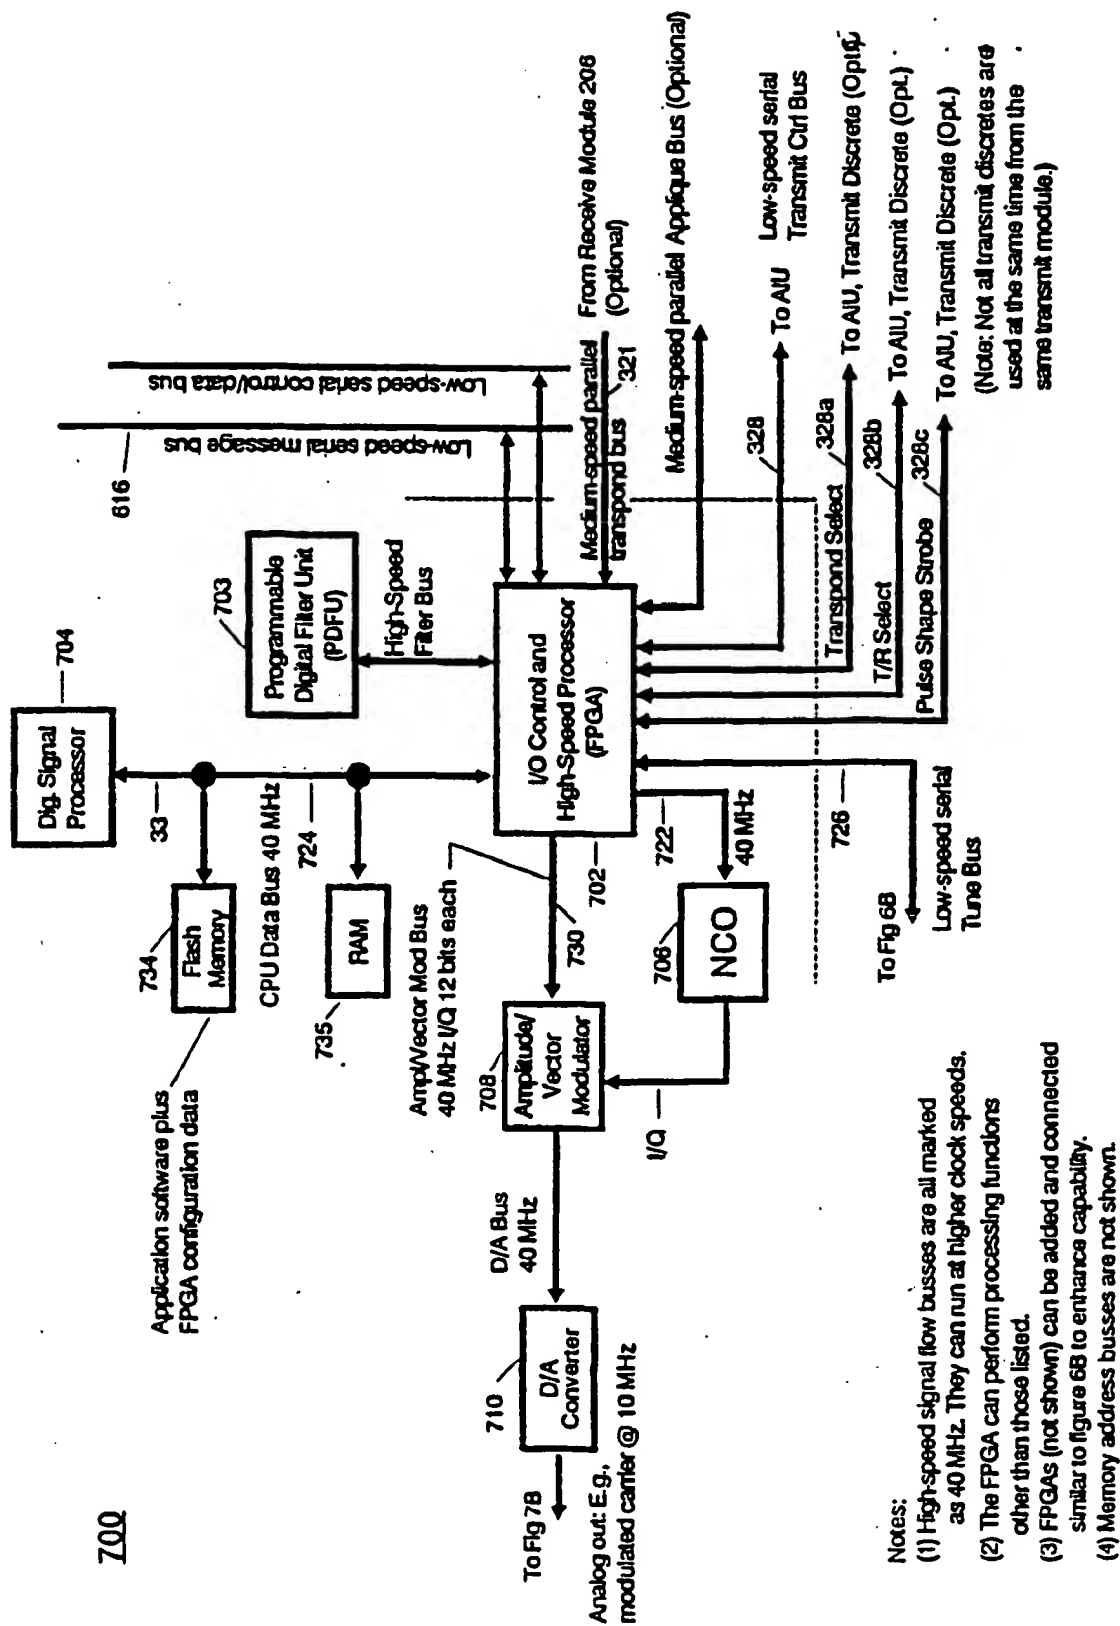 700
704
Dig. Signal
Processor
33
703
Programmable
Digital Filter Unit
(PDFU)
High-Speed
Filter Bus
616
Low-speed serial message bus
Low-speed serial control/data
bus
Medium-speed parallel
transpond bus
321
From Receive Module 206
(Optional)
Medium-speed parallel Applique Bus (Optional)
Application software plus
FPGA configuration data
734
Flash
Memory
CPU Data Bus 40 MHz
724
735
RAM
I/O Control and
High-Speed Processor
(FPGA)
702
Ampl/Vector Mod Bus
40 MHz I/Q 12 bits each
730
722
40 MHz
706
NCO
I/Q
708
Amplitude/
Vector
Modulator
D/A Bus
40 MHz
710
D/A
Converter
To Fig 7B
Analog out: E.g.,
modulated carrier @ 10 MHz
328
To AIU
Low-speed serial
Transmit Ctrl Bus
Transpond Select
328a
To AIU, Transmit Discrete (Opt.)
T/R Select
328b
To AIU, Transmit Discrete (Opt.)
Pulse Shape Strobe
328c
To AIU, Transmit Discrete (Opt.)
(Note: Not all transmit discretes are
used at the same time from the
same transmit module.)
726
To Fig 6B
Low-speed serial
Tune Bus
Notes:
(1) High-speed signal flow busses are all marked
as 40 MHz. They can run at higher clock speeds.
(2) The FPGA can perform processing functions
other than those listed.
(3) FPGAs (not shown) can be added and connected
similar to figure 6B to enhance capability.
(4) Memory address busses are not shown.